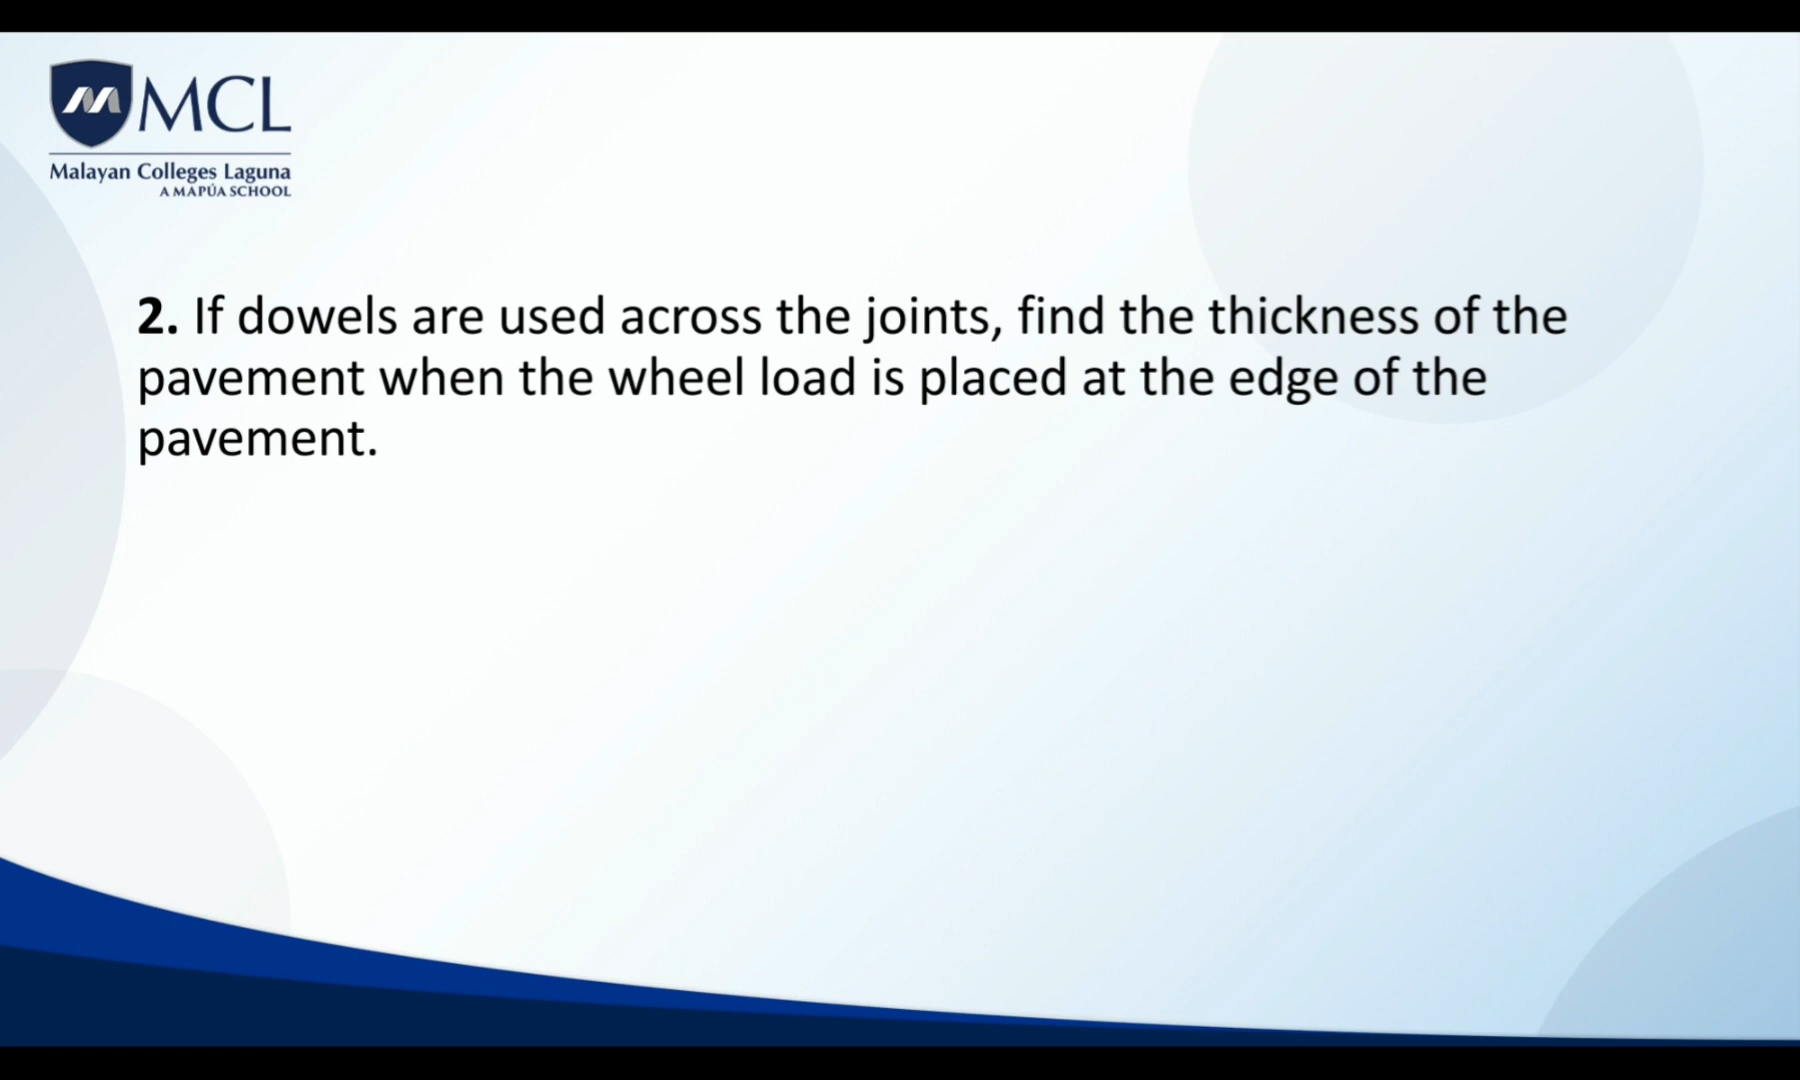 MCL
Malayan Colleges Laguna
A MAPÚA SCHOOL
2. If dowels are used across the joints, find the thickness of the
pavement when the wheel load is placed at the edge of the
pavement.